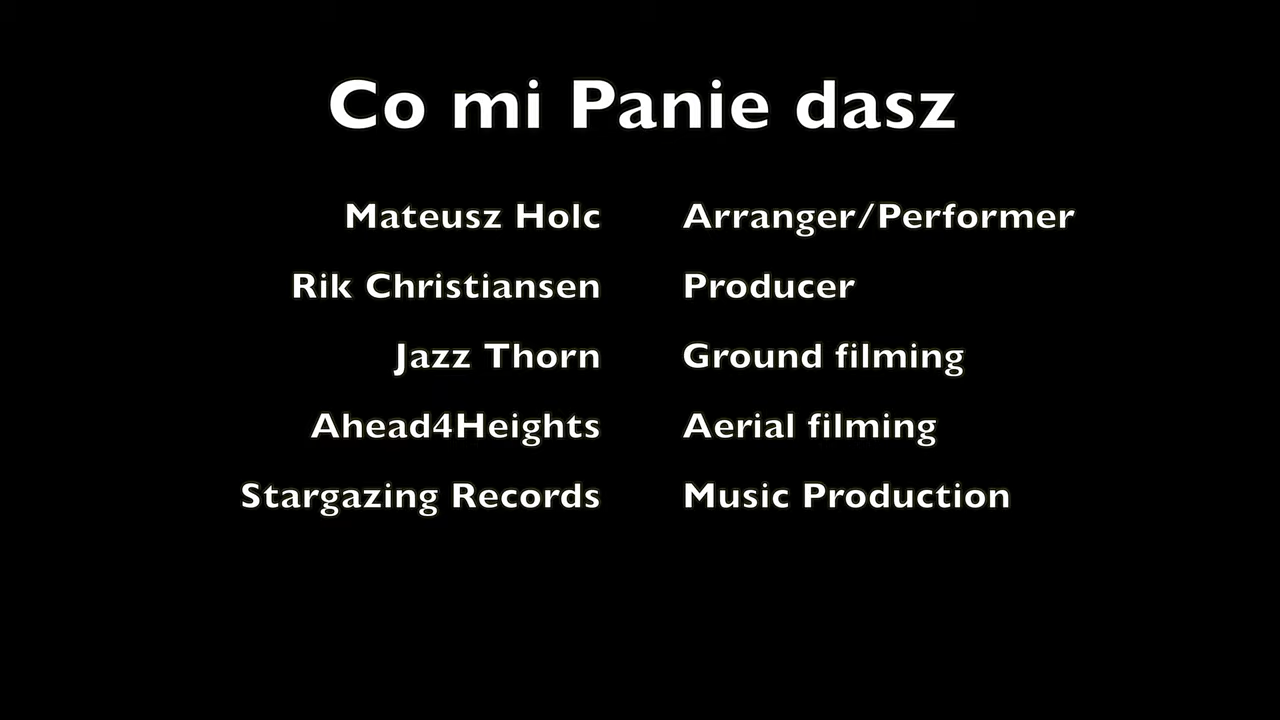 Co mi Panie dasz
Mateusz Holc Arranger/Performer
Rik Christiansen Producer
Jazz Thorn Ground filming
Ahead4Heights Aerial filming
Stargazing Records Music Production